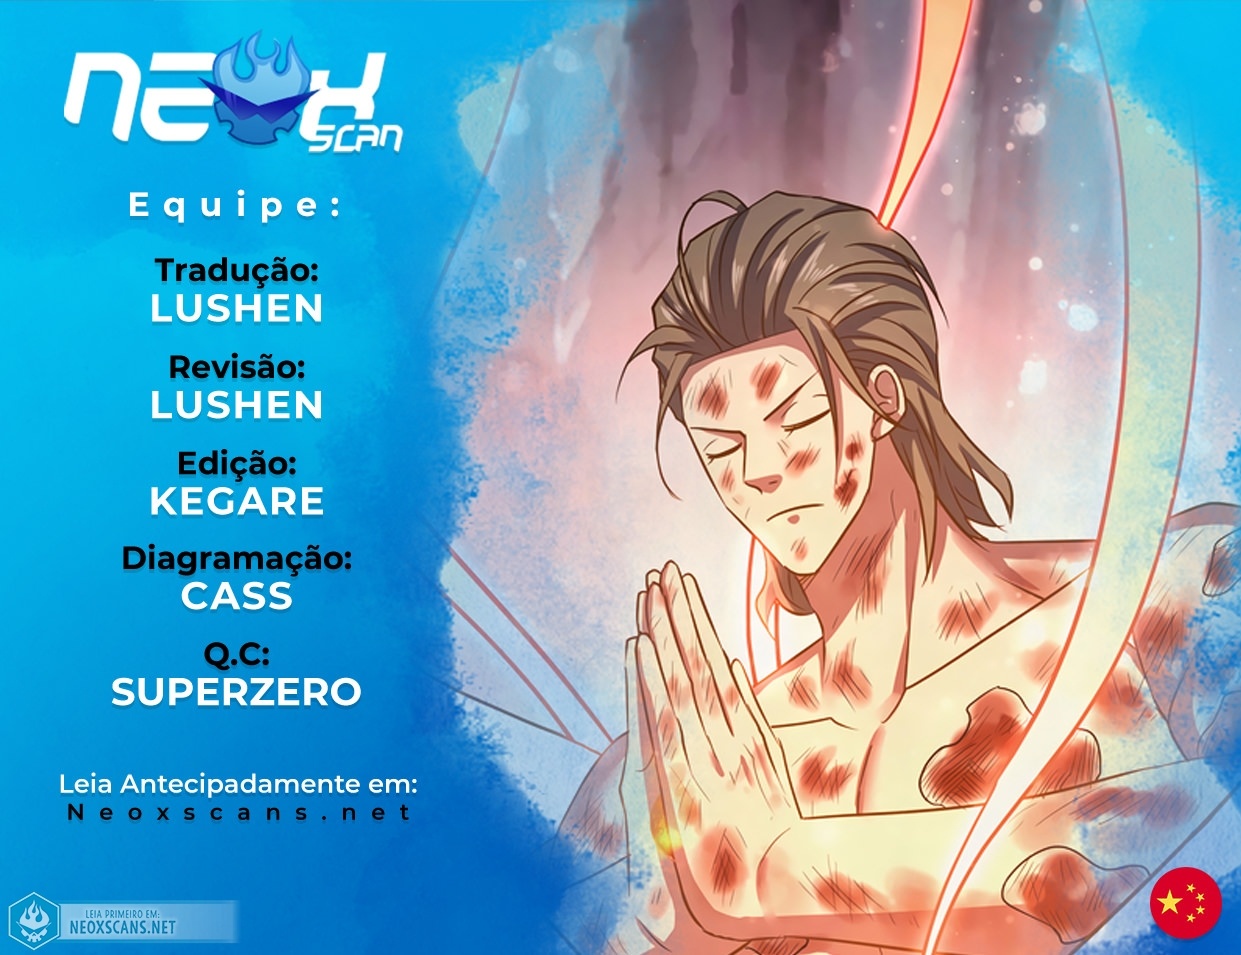 NEOX
SCAN
Equipe:
Tradução:
LUSHEN
Revisão:
LUSHEN
Edição:
KEGARE
Diagramação:
CASS
Q.C:
SUPERZERO
Leia Antecipadamente em:
Neoxscans.net
LEIA PRIMEIRO EM:
NEOXSCANS.NET